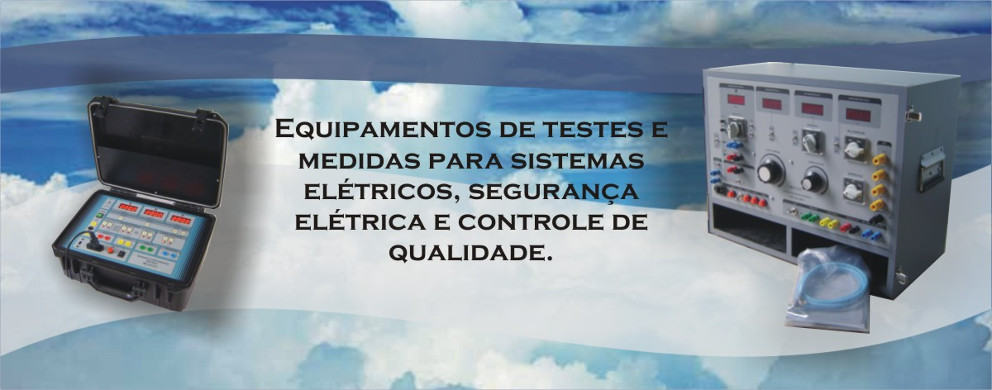 Equipamentos de testes e
medidas para sistemas
elétricos, segurança
elétrica e controle de
qualidade.